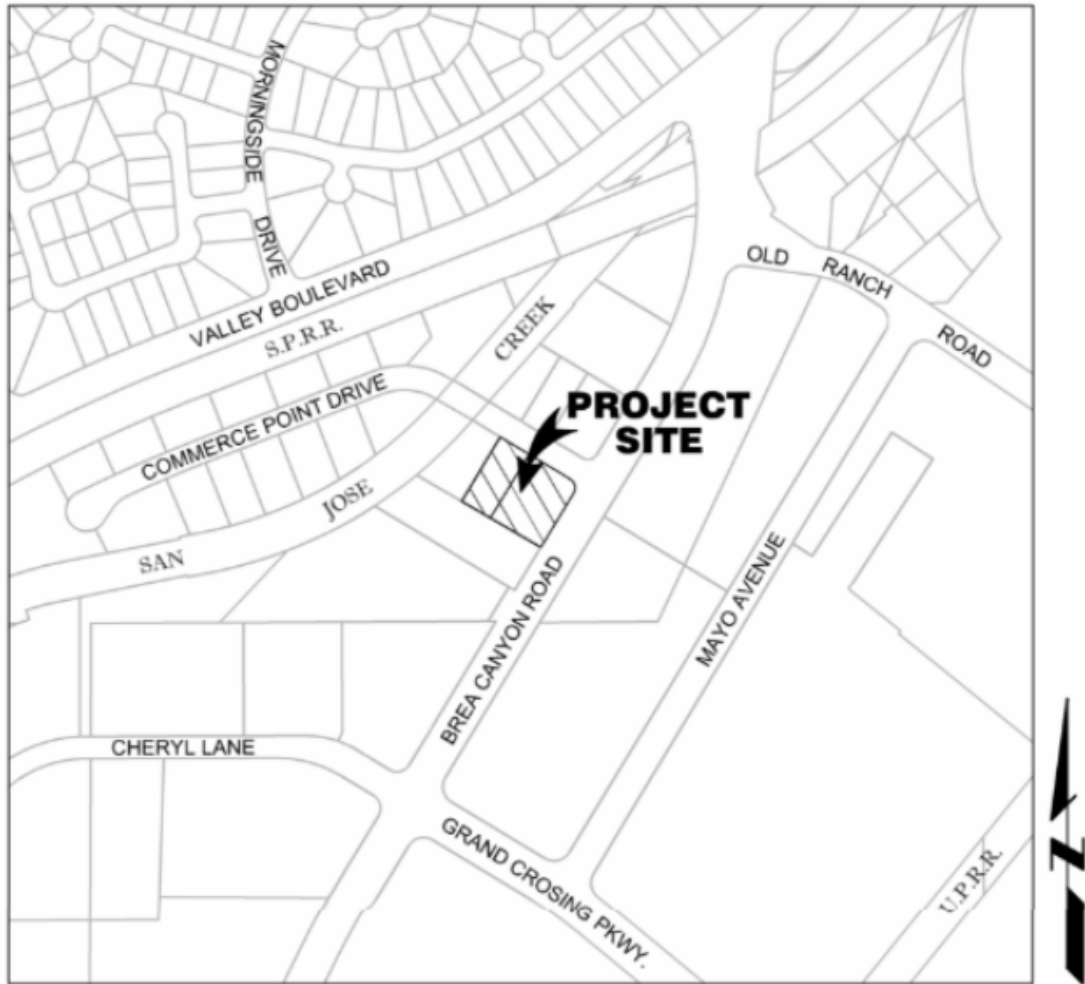 MORNINGSIDE DRIVE
VALLEY BOULEVARD
S.P.R.R.
OLD RANCH ROAD
CREEK
COMMERCE POINT DRIVE
PROJECT
SITE
JOSE
SAN
BREA CANYON ROAD
MAYO AVENUE
CHERYL LANE
GRAND CROSING PKWY.
U.P.R.R.
N